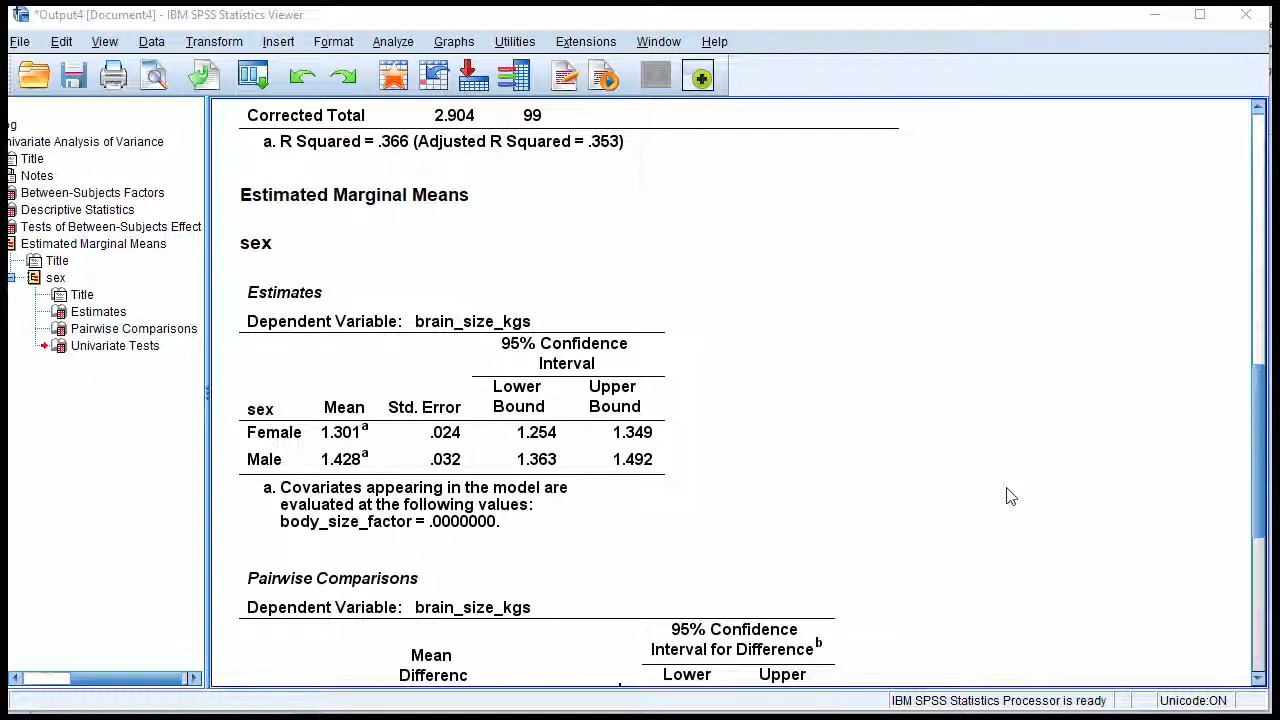 *Output4 [Document4] - IBM SPSS Statistics Viewer
File Edit View Data Transform Insert Format Analyze Graphs Utilities Extensions Window Help
og
nivariate Analysis of Variance
Title
Notes
Between-Subjects Factors
Descriptive Statistics
Tests of Between-Subjects Effect
Estimated Marginal Means
Title
sex
Title
Estimates
Pairwise Comparisons
Univariate Tests
Corrected Total 2.904 99
a. R Squared = .366 (Adjusted R Squared = .353)
Estimated Marginal Means
sex
Estimates
Dependent Variable: brain_size_kgs
95% Confidence
Interval
Lower Upper
sex Mean Std. Error Bound Bound
Female 1.301a .024 1.254 1.349
Male 1.428a .032 1.363 1.492
a. Covariates appearing in the model are
evaluated at the following values:
body_size_factor = .0000000.
Pairwise Comparisons
Dependent Variable: brain_size_kgs
95% Confidence
Interval for Differenceb
Mean
Differenc Lower Upper
IBM SPSS Statistics Processor is ready Unicode:ON